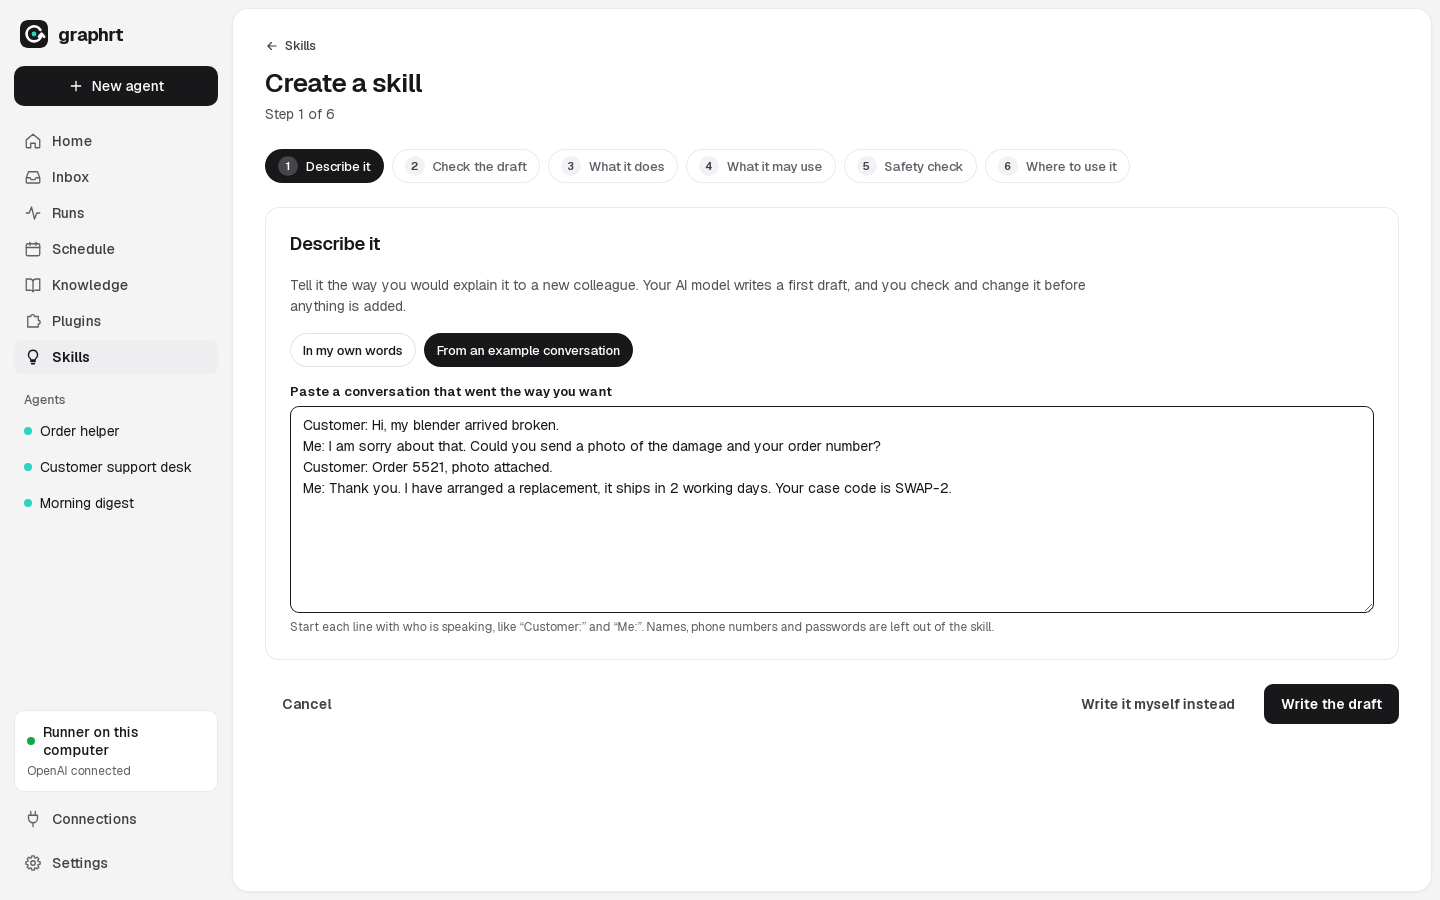 graphrt
New agent
Home
Inbox
Runs
Schedule
Knowledge
Plugins
Skills
Agents
Order helper
Customer support desk
Morning digest
Runner on this
computer
OpenAI connected
Connections
Settings
Skills
Create a skill
Step 1 of 6
1 Describe it
2 Check the draft
3 What it does
4 What it may use
5 Safety check
6 Where to use it
Describe it
Tell it the way you would explain it to a new colleague. Your AI model writes a first draft, and you check and change it before
anything is added.
In my own words
From an example conversation
Paste a conversation that went the way you want
Customer: Hi, my blender arrived broken.
Me: I am sorry about that. Could you send a photo of the damage and your order number?
Customer: Order 5521, photo attached.
Me: Thank you. I have arranged a replacement, it ships in 2 working days. Your case code is SWAP-2.
Start each line with who is speaking, like “Customer:” and “Me:”. Names, phone numbers and passwords are left out of the skill.
Cancel
Write it myself instead
Write the draft